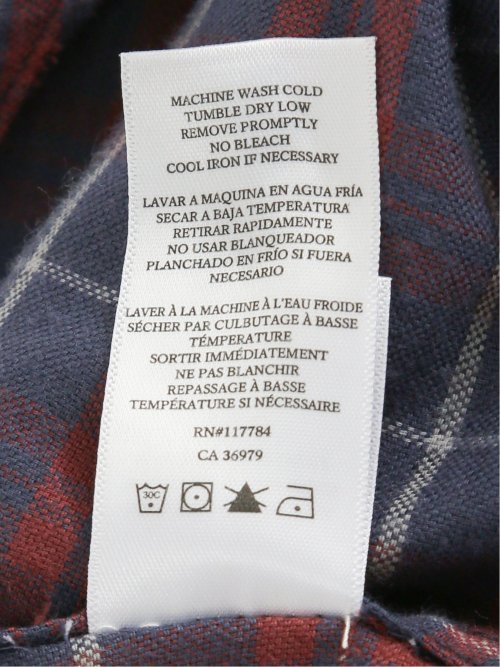 MACHINE WASH COLD
TUMBLE DRY LOW
REMOVE PROMPTLY
NO BLEACH
COOL IRON IF NECESSARY
LAVAR A MAQUINA EN AGUA FRÍA
SECAR A BAJA TEMPERATURA
RETIRAR RAPIDAMENTE
NO USAR BLANQUEADOR
PLANCHADO EN FRÍO SI FUERA
NECESARIO
LAVER À LA MACHINE À L'EAU FROIDE
SÉCHER PAR CULBUTAGE À BASSE
TÉMPÉRATURE
SORTIR IMMÉDIATEMENT
NE PAS BLANCHIR
REPASSAGE À BASSE
TEMPÉRATURE SI NÉCESSAIRE
RN#117784
CA 36979
30C